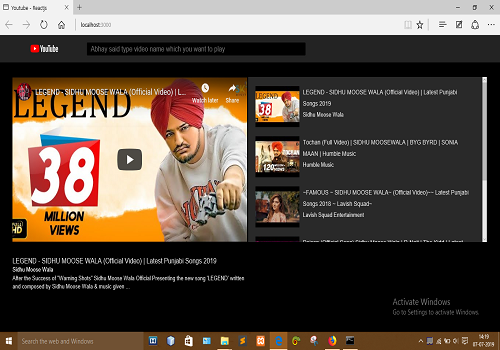 Youtube - Reactjs
localhost:3000
YouTube
Abhay said type video name which you want to play
LEGEND - SIDHU MOOSE WALA (Official Video) | L...
Watch later
Share
LEGEND
38
MILLION
VIEWS
HD
LEGEND - SIDHU MOOSE WALA (Official Video) | Latest Punjabi
Songs 2019
Sidhu Moose Wala
Tochan (Full Video) | SIDHU MOOSEWALA | BYG BYRD | SONIA
MAAN | Humble Music
Humble Music
120
~FAMOUS ~ SIDHU MOOSE WALA~ (Official Video)~~ Latest Punjabi
Songs 2018 ~ Lavish Squad~
Lavish Squad Entertainment
LEGEND - SIDHU MOOSE WALA (Official Video) | Latest Punjabi Songs 2019
Sidhu Moose Wala
After the Success of "Warning Shots" Sidhu Moose Wala Official Presenting the new song 'LEGEND' written
and composed by Sidhu Moose Wala & music given ...
Activate Windows
Go to Settings to activate Windows.
Search the web and Windows
14:19
07-07-2019